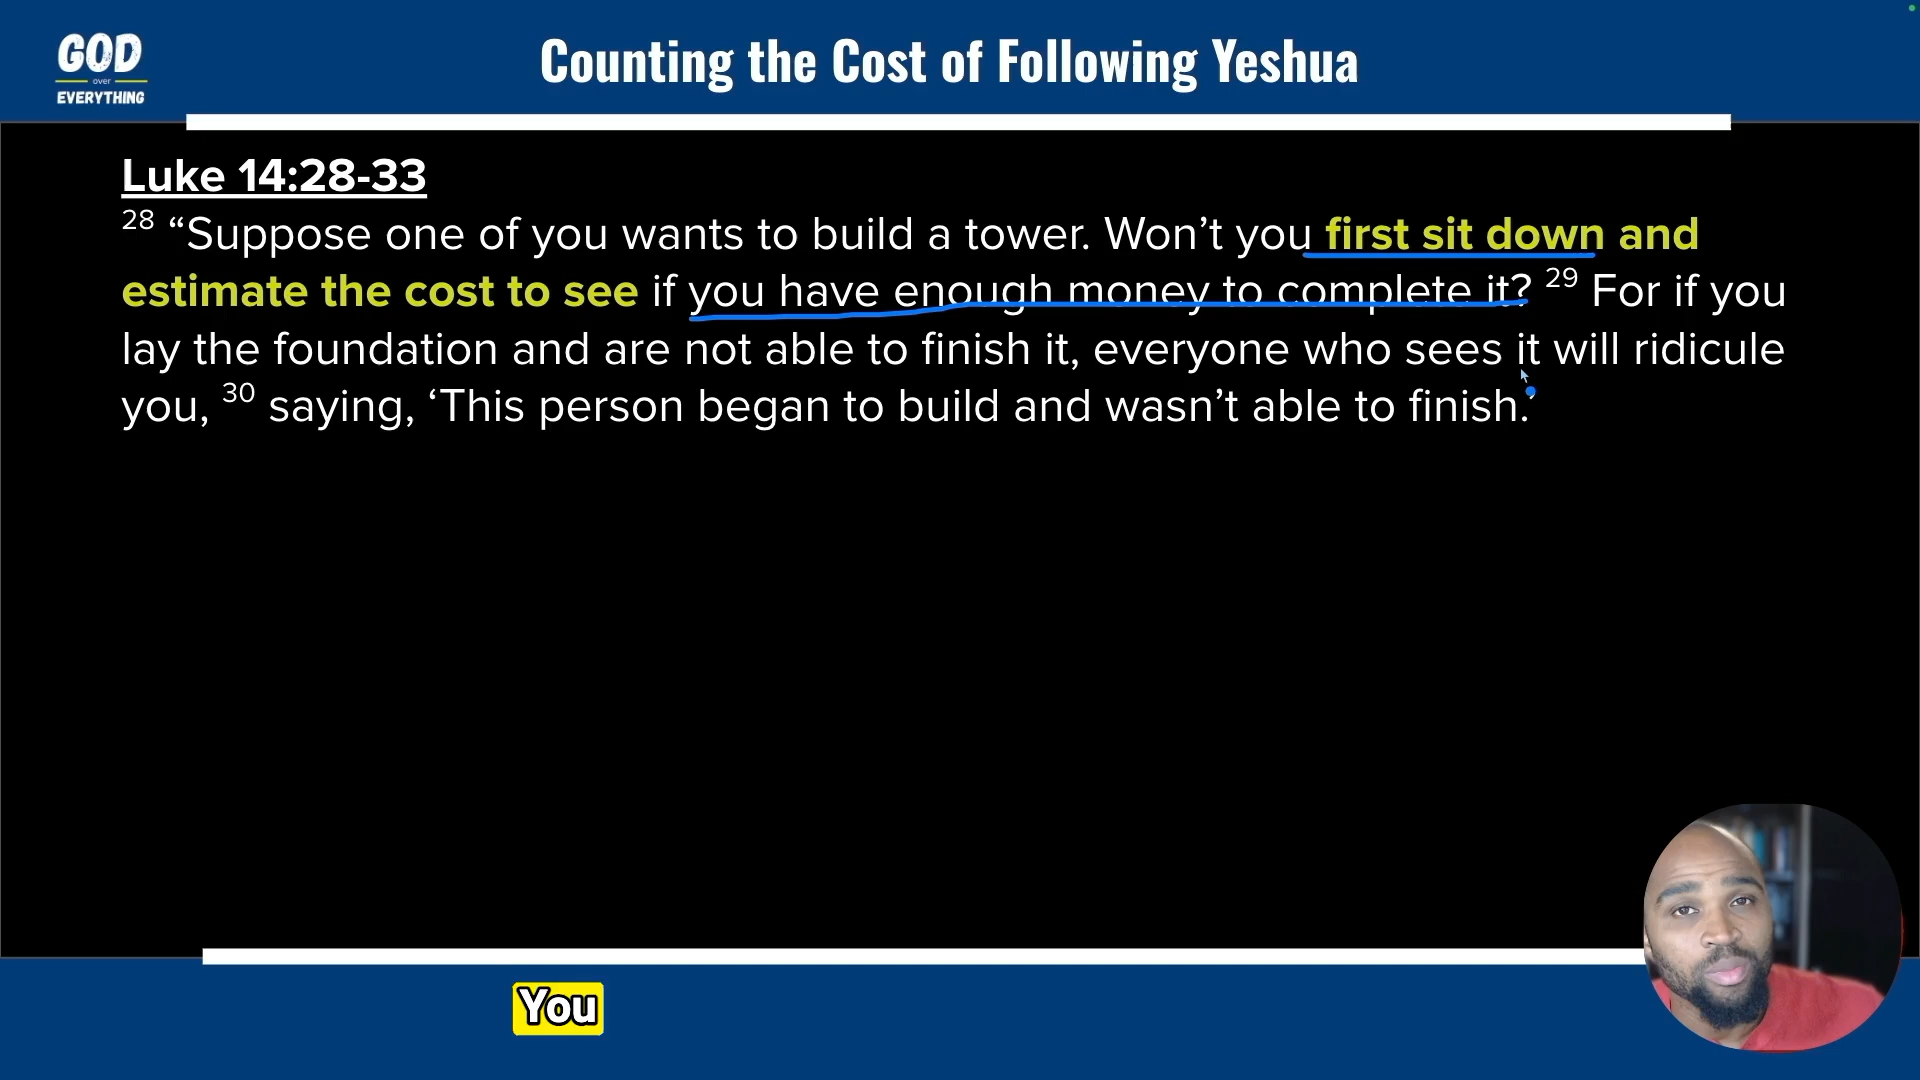 GOD
over
EVERYTHING
Counting the Cost of Following Yeshua
Luke 14:28-33
28 “Suppose one of you wants to build a tower. Won’t you first sit down and
estimate the cost to see if you have enough money to complete it? 29 For if you
lay the foundation and are not able to finish it, everyone who sees it will ridicule
you, 30 saying, ‘This person began to build and wasn’t able to finish.’
You